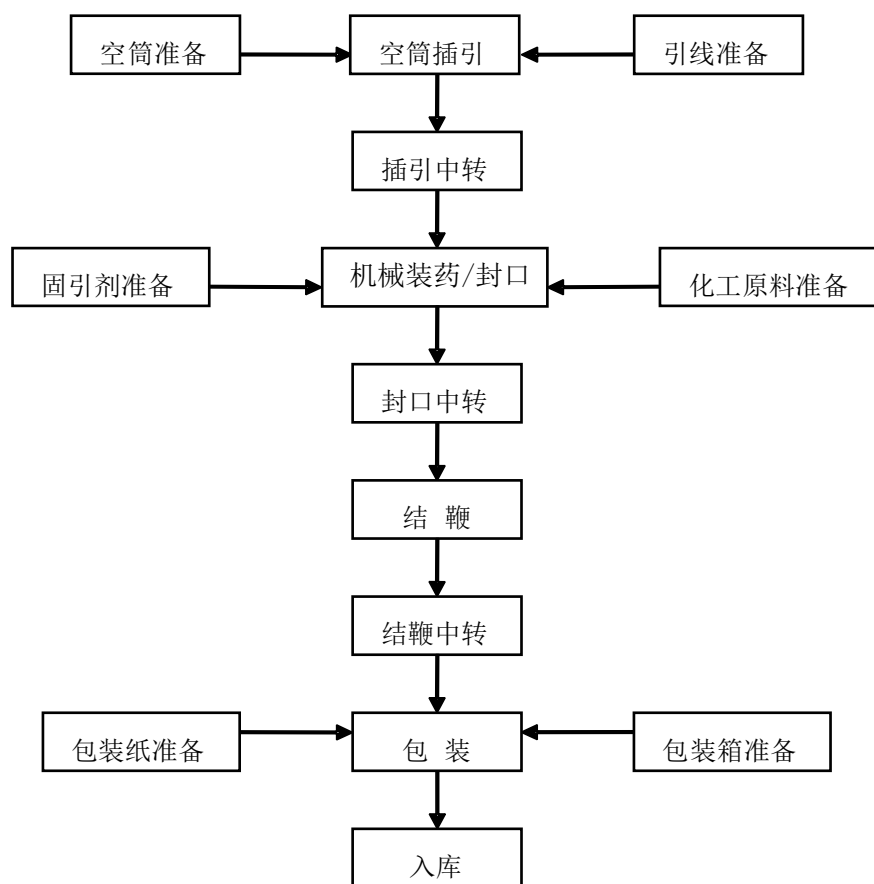 空筒准备
空筒插引
引线准备
插引中转
固引剂准备
机械装药/封口
化工原料准备
封口中转
结 鞭
结鞭中转
包装纸准备
包 装
包装箱准备
入库